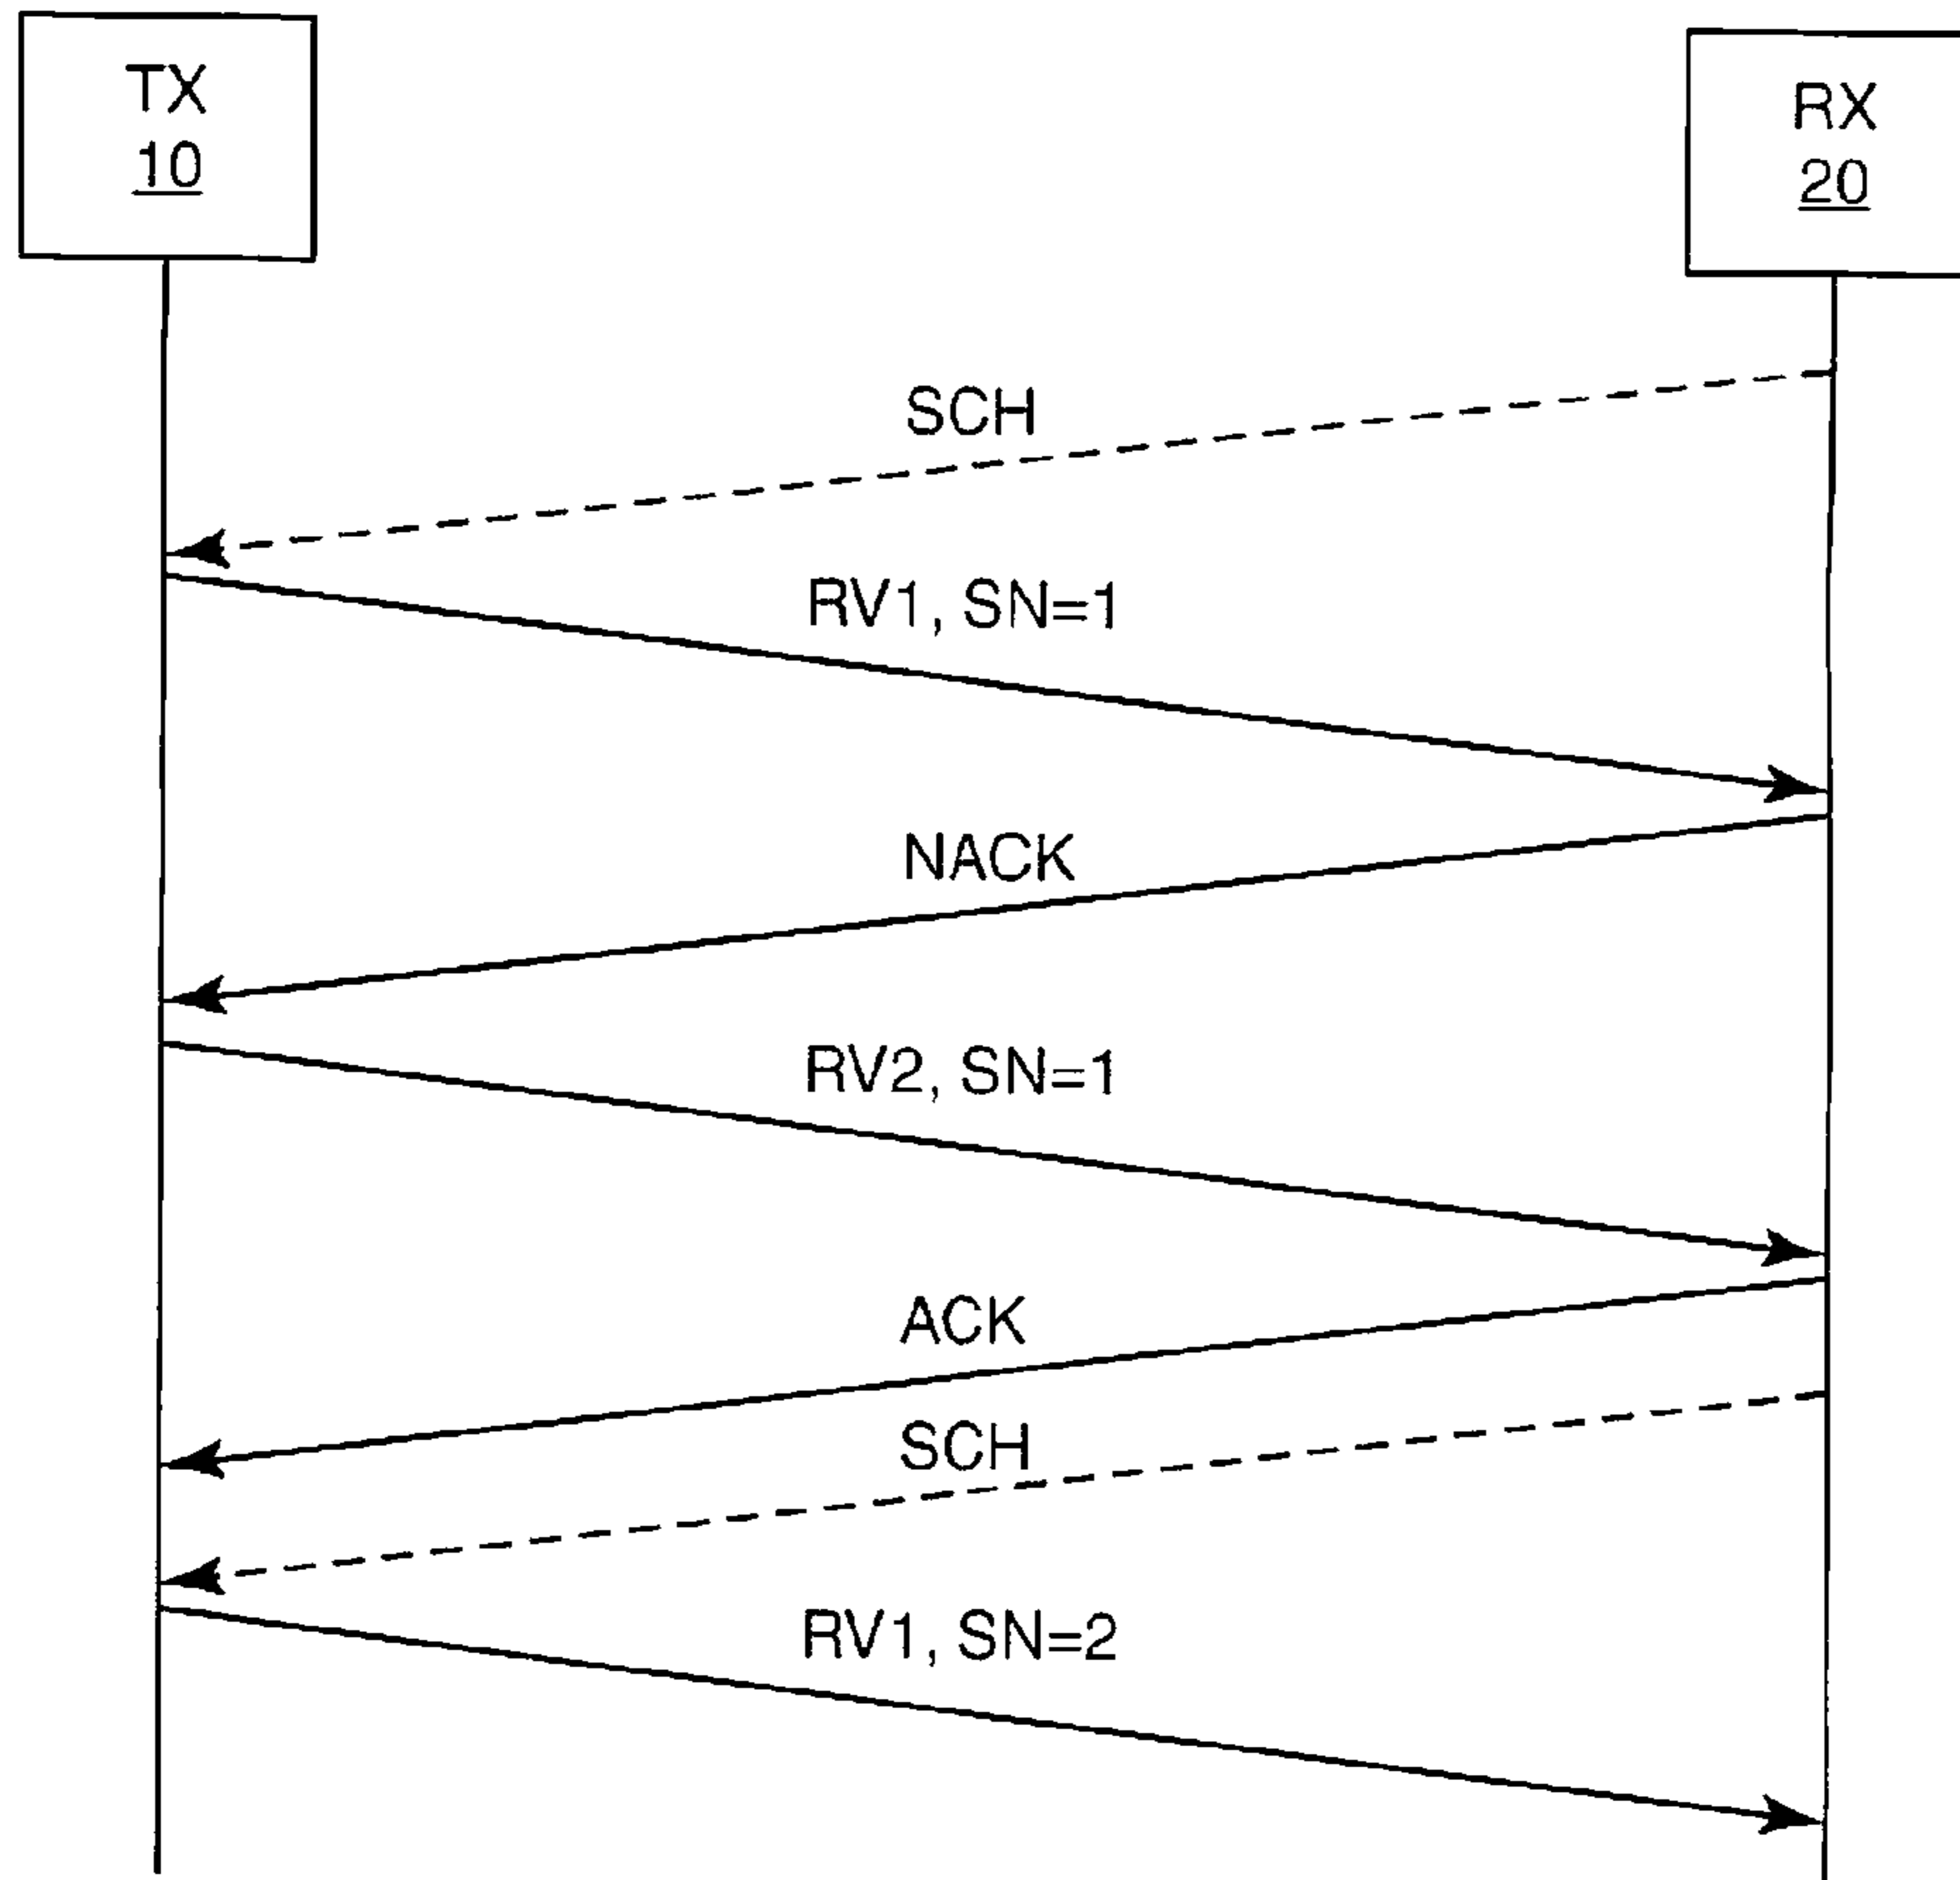 TX
10
RX
20
SCH
RV1, SN=1
NACK
RV2, SN=1
ACK
SCH
RV1, SN=2